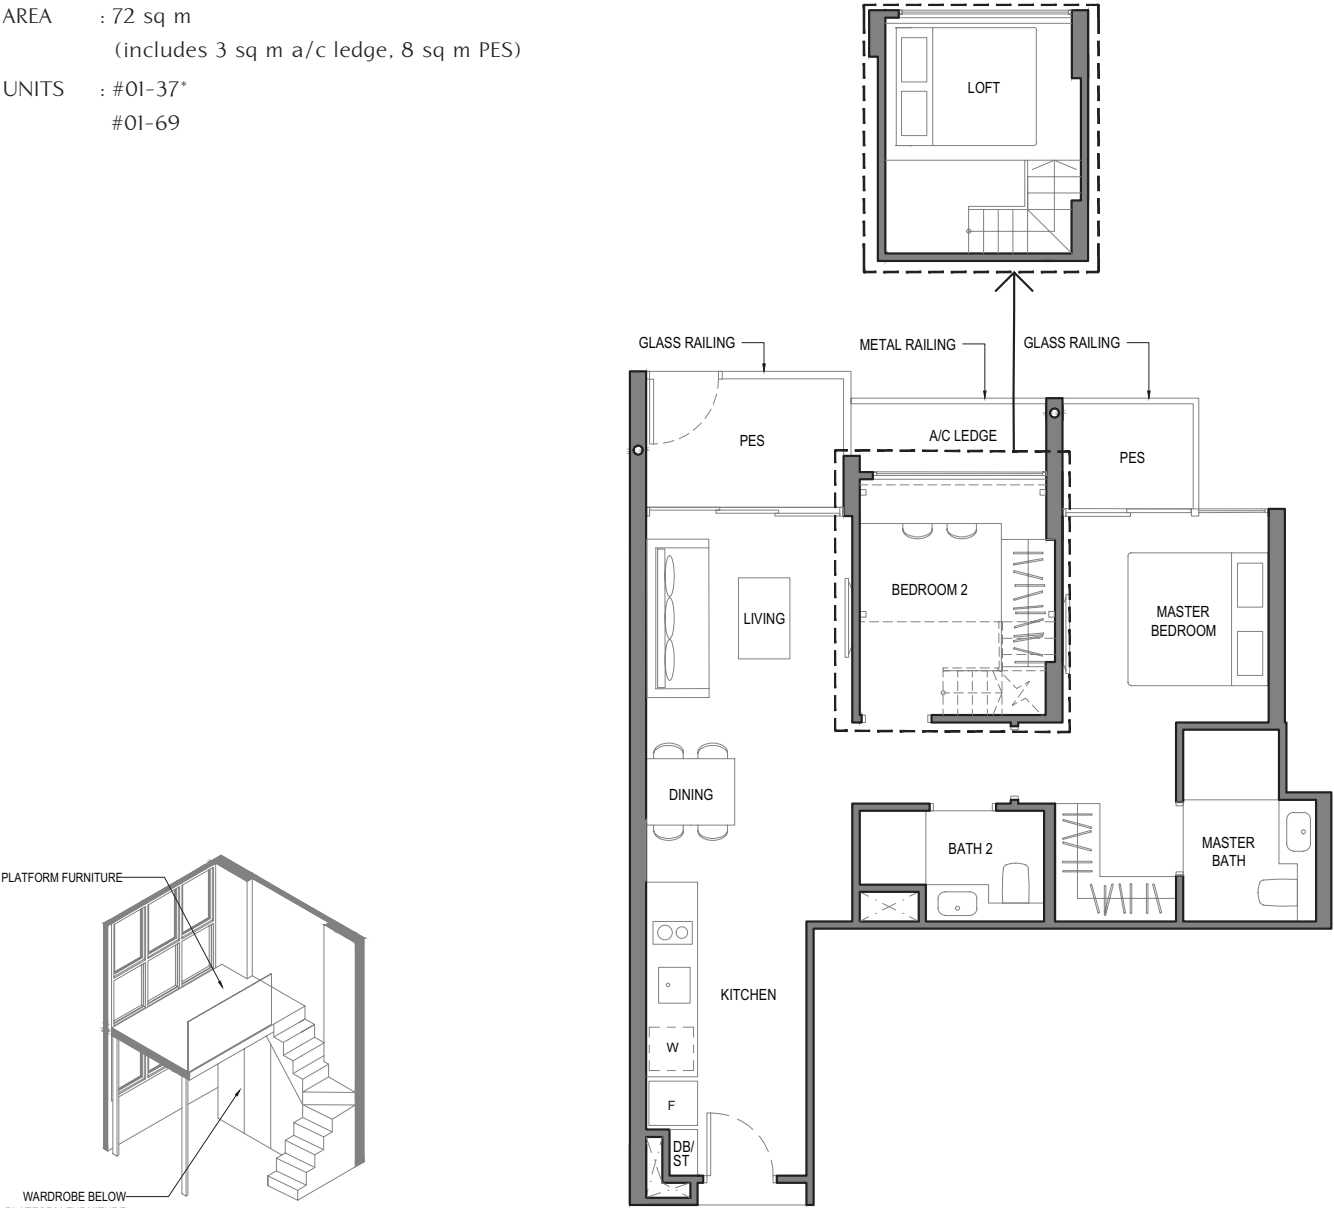 AREA : 72 sq m
(includes 3 sq m a/c ledge, 8 sq m PES)
UNITS : #01-37*
#01-69
LOFT
GLASS RAILING
METAL RAILING
GLASS RAILING
PES
A/C LEDGE
PES
BEDROOM 2
LIVING
MASTER
BEDROOM
DINING
BATH 2
MASTER
BATH
KITCHEN
W
F
DB/
ST
PLATFORM FURNITURE
WARDROBE BELOW